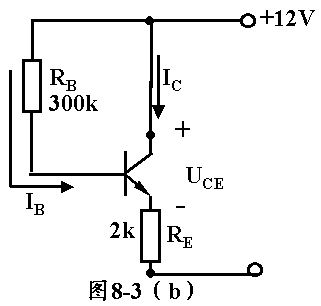 +12V
R_B
300k
I_C
+
U_CE
I_B
-
2k
R_E
图8-3（b）